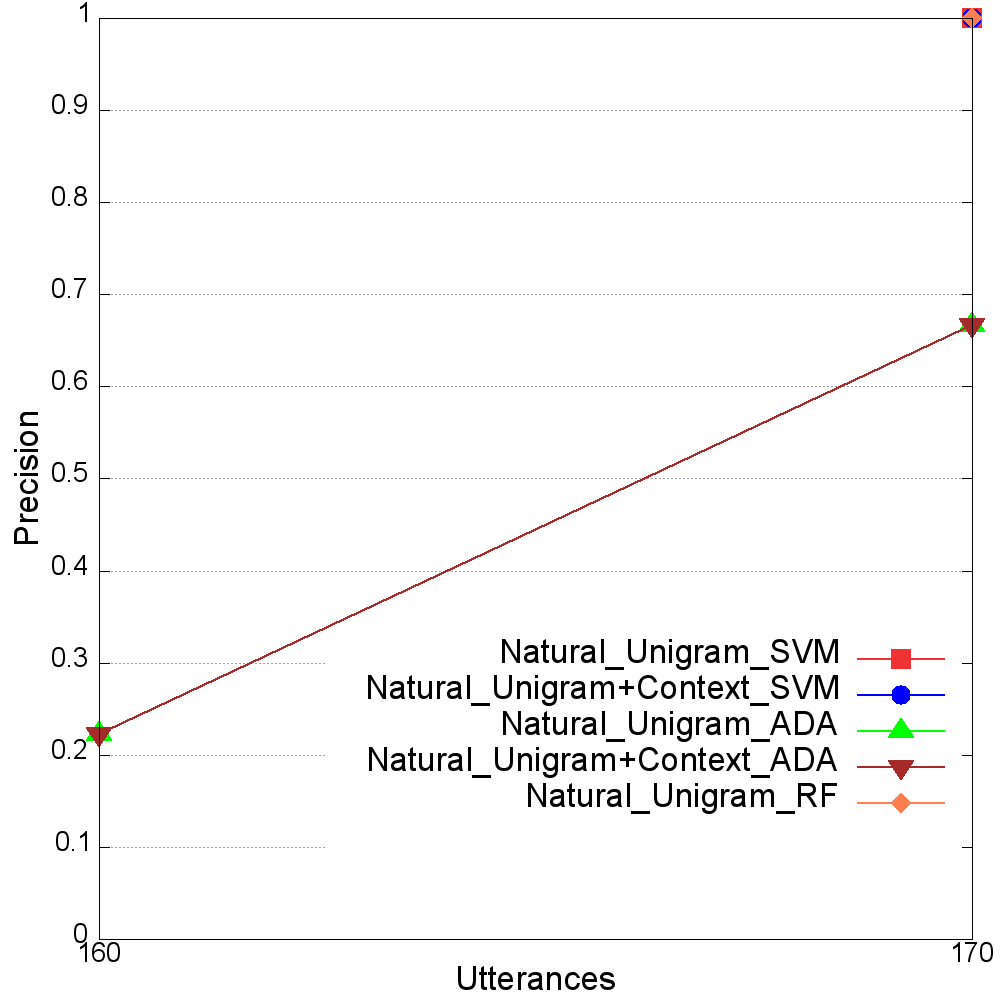 1
0.9
0.8
0.7
0.6
0.5
0.4
0.3
0.2
0.1
0
Precision
Natural_Unigram_SVM
Natural_Unigram+Context_SVM
Natural_Unigram_ADA
Natural_Unigram+Context_ADA
Natural_Unigram_RF
160 170
Utterances